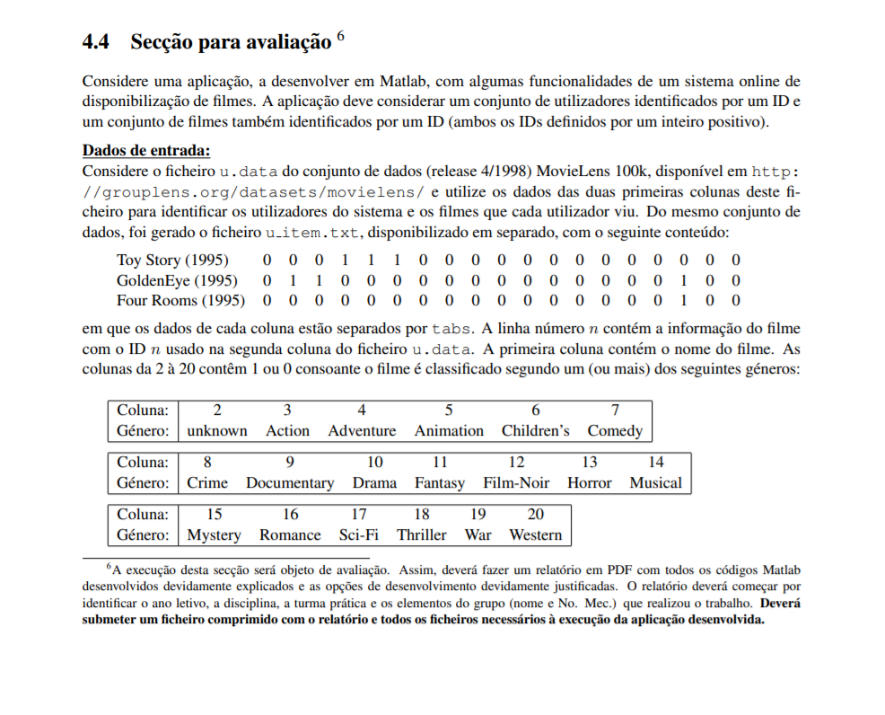 4.4 Secção para avaliação 6
Considere uma aplicação, a desenvolver em Matlab, com algumas funcionalidades de um sistema online de
disponibilização de filmes. A aplicação deve considerar um conjunto de utilizadores identificados por um ID e
um conjunto de filmes também identificados por um ID (ambos os IDs definidos por um inteiro positivo).
Dados de entrada:
Considere o ficheiro u.data do conjunto de dados (release 4/1998) MovieLens 100k, disponível em http:
//grouplens.org/datasets/movielens/ e utilize os dados das duas primeiras colunas deste fi-
cheiro para identificar os utilizadores do sistema e os filmes que cada utilizador viu. Do mesmo conjunto de
dados, foi gerado o ficheiro u_item.txt, disponibilizado em separado, com o seguinte conteúdo:
Toy Story (1995) 0 0 0 1 1 1 0 0 0 0 0 0 0 0 0 0 0 0 0
GoldenEye (1995) 0 1 1 0 0 0 0 0 0 0 0 0 0 0 0 0 1 0 0
Four Rooms (1995) 0 0 0 0 0 0 0 0 0 0 0 0 0 0 0 0 1 0 0
em que os dados de cada coluna estão separados por tabs. A linha número n contém a informação do filme
com o ID n usado na segunda coluna do ficheiro u.data. A primeira coluna contém o nome do filme. As
colunas da 2 à 20 contêm 1 ou 0 consoante o filme é classificado segundo um (ou mais) dos seguintes géneros:
Coluna: 2 3 4 5 6 7
Género: unknown Action Adventure Animation Children's Comedy
Coluna: 8 9 10 11 12 13 14
Género: Crime Documentary Drama Fantasy Film-Noir Horror Musical
Coluna: 15 16 17 18 19 20
Género: Mystery Romance Sci-Fi Thriller War Western
6A execução desta secção será objeto de avaliação. Assim, deverá fazer um relatório em PDF com todos os códigos Matlab
desenvolvidos devidamente explicados e as opções de desenvolvimento devidamente justificadas. O relatório deverá começar por
identificar o ano letivo, a disciplina, a turma prática e os elementos do grupo (nome e No. Mec.) que realizou o trabalho. Deverá
submeter um ficheiro comprimido com o relatório e todos os ficheiros necessários à execução da aplicação desenvolvida.